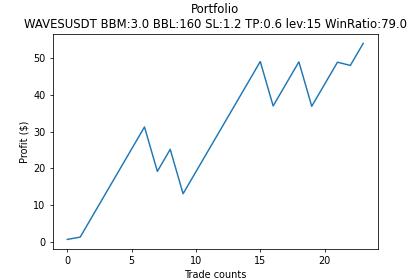 Portfolio
WAVESUSDT BBM:3.0 BBL:160 SL:1.2 TP:0.6 lev:15 WinRatio:79.0
50
40
30
20
10
0
Profit ($)
0 5 10 15 20
Trade counts